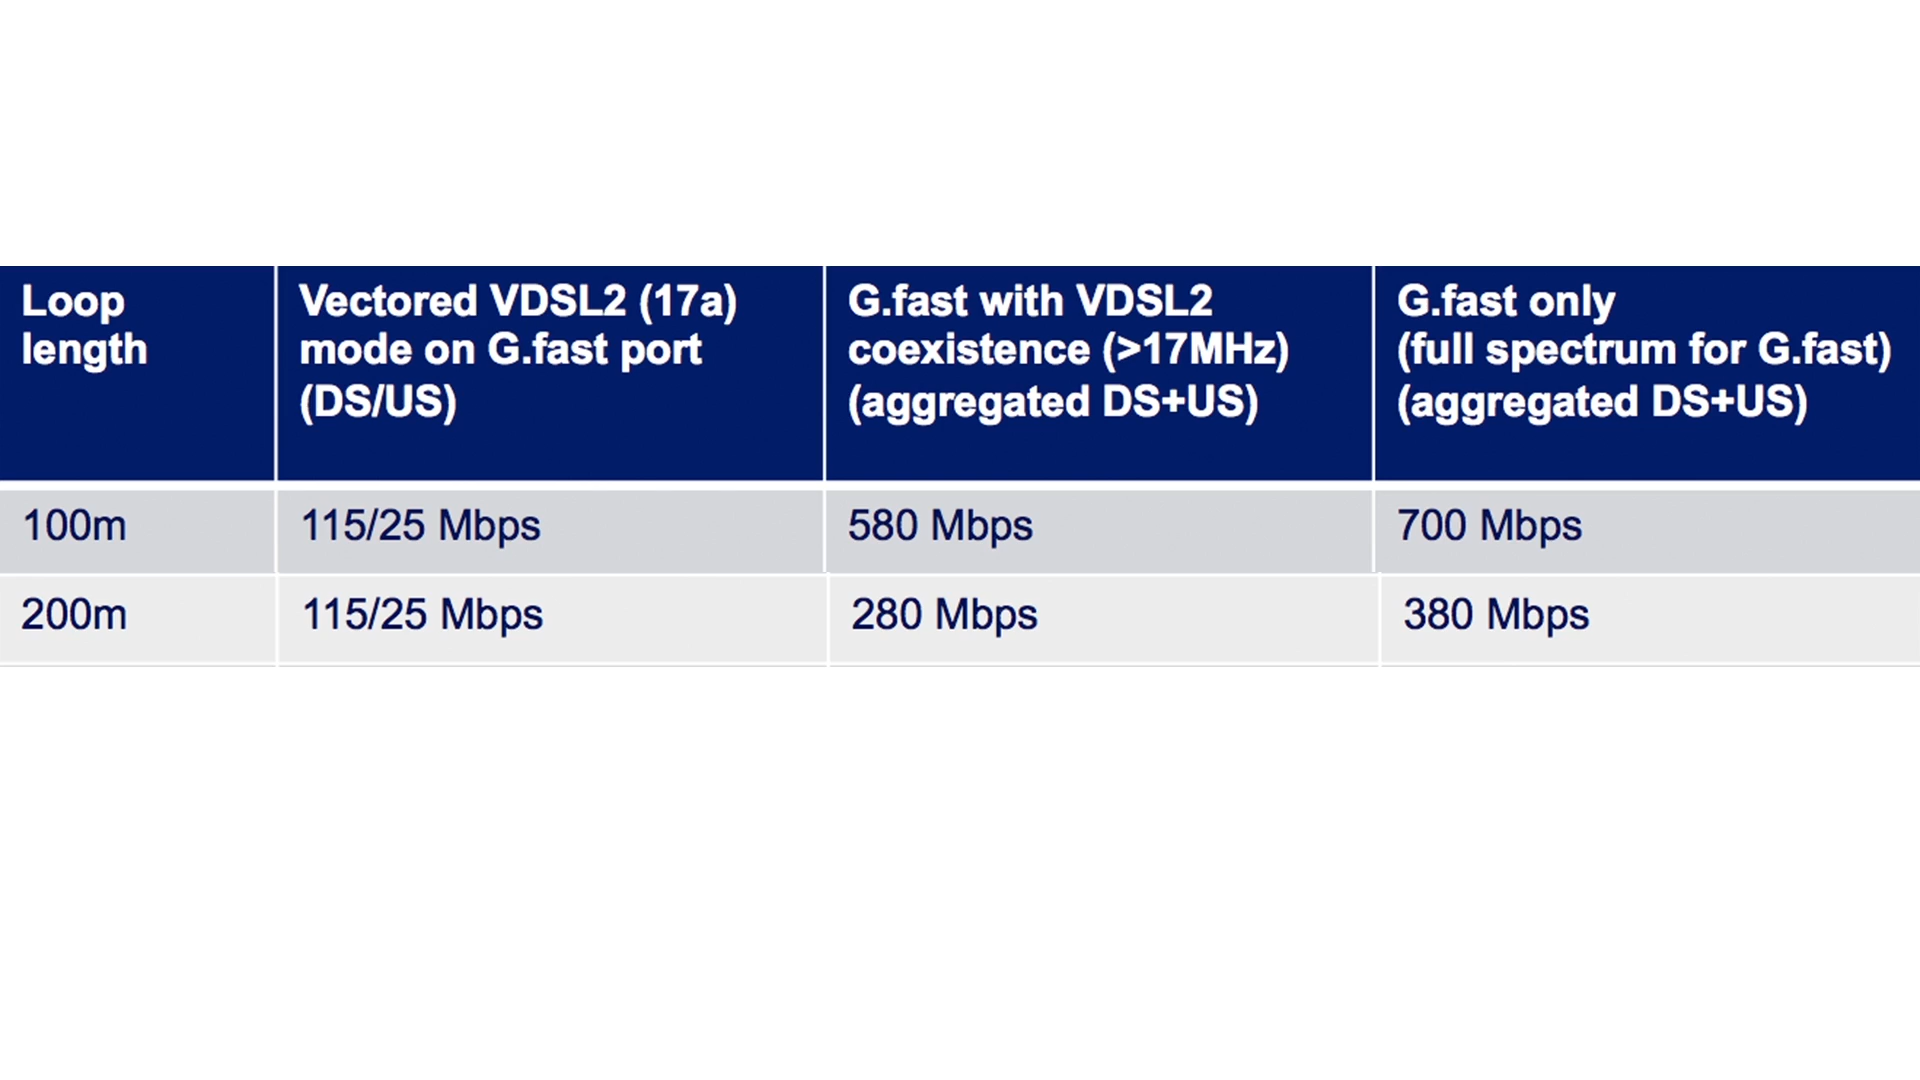 Loop
length
Vectored VDSL2 (17a)
mode on G.fast port
(DS/US)
G.fast with VDSL2
coexistence (>17MHz)
(aggregated DS+US)
G.fast only
(full spectrum for G.fast)
(aggregated DS+US)
100m
115/25 Mbps
580 Mbps
700 Mbps
200m
115/25 Mbps
280 Mbps
380 Mbps